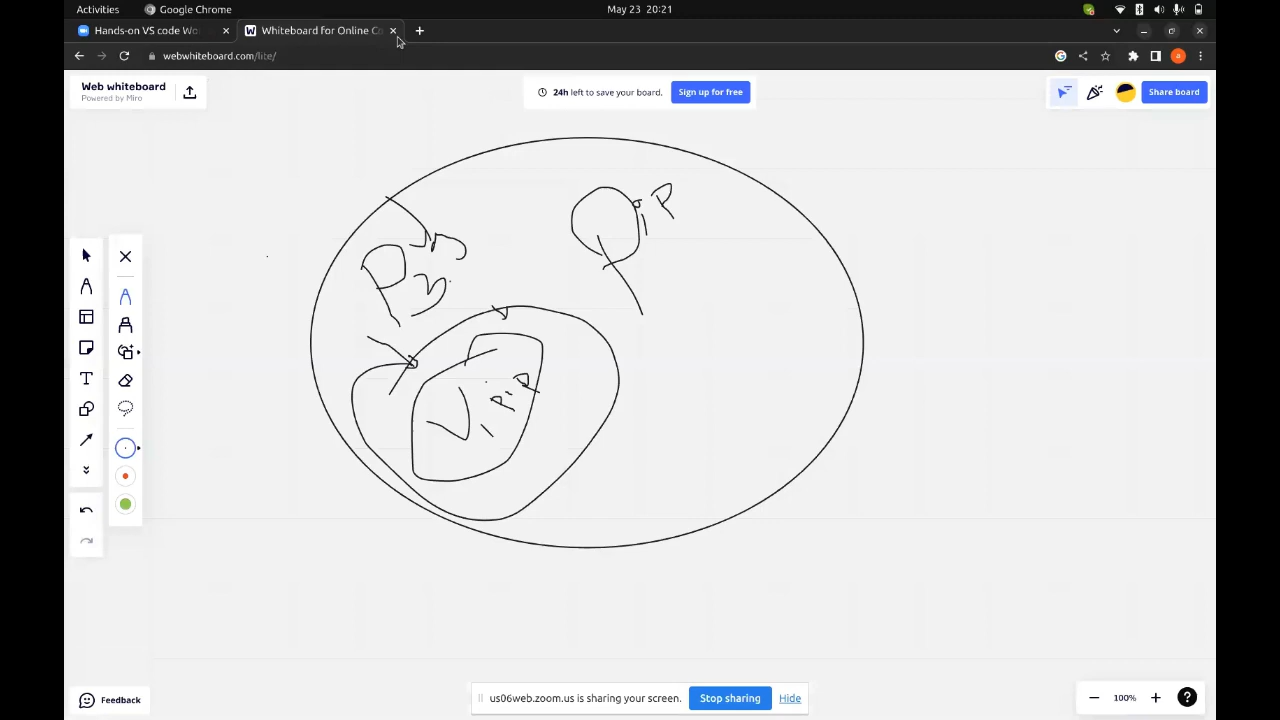 Activities
Google Chrome
May 23 20:21
Hands-on VS code Wo
Whiteboard for Online Co
webwhiteboard.com/lite/
a
Web whiteboard
Powered by Miro
24h left to save your board.
Sign up for free
Share board
T
Feedback
us06web.zoom.us is sharing your screen.
Stop sharing
Hide
100%